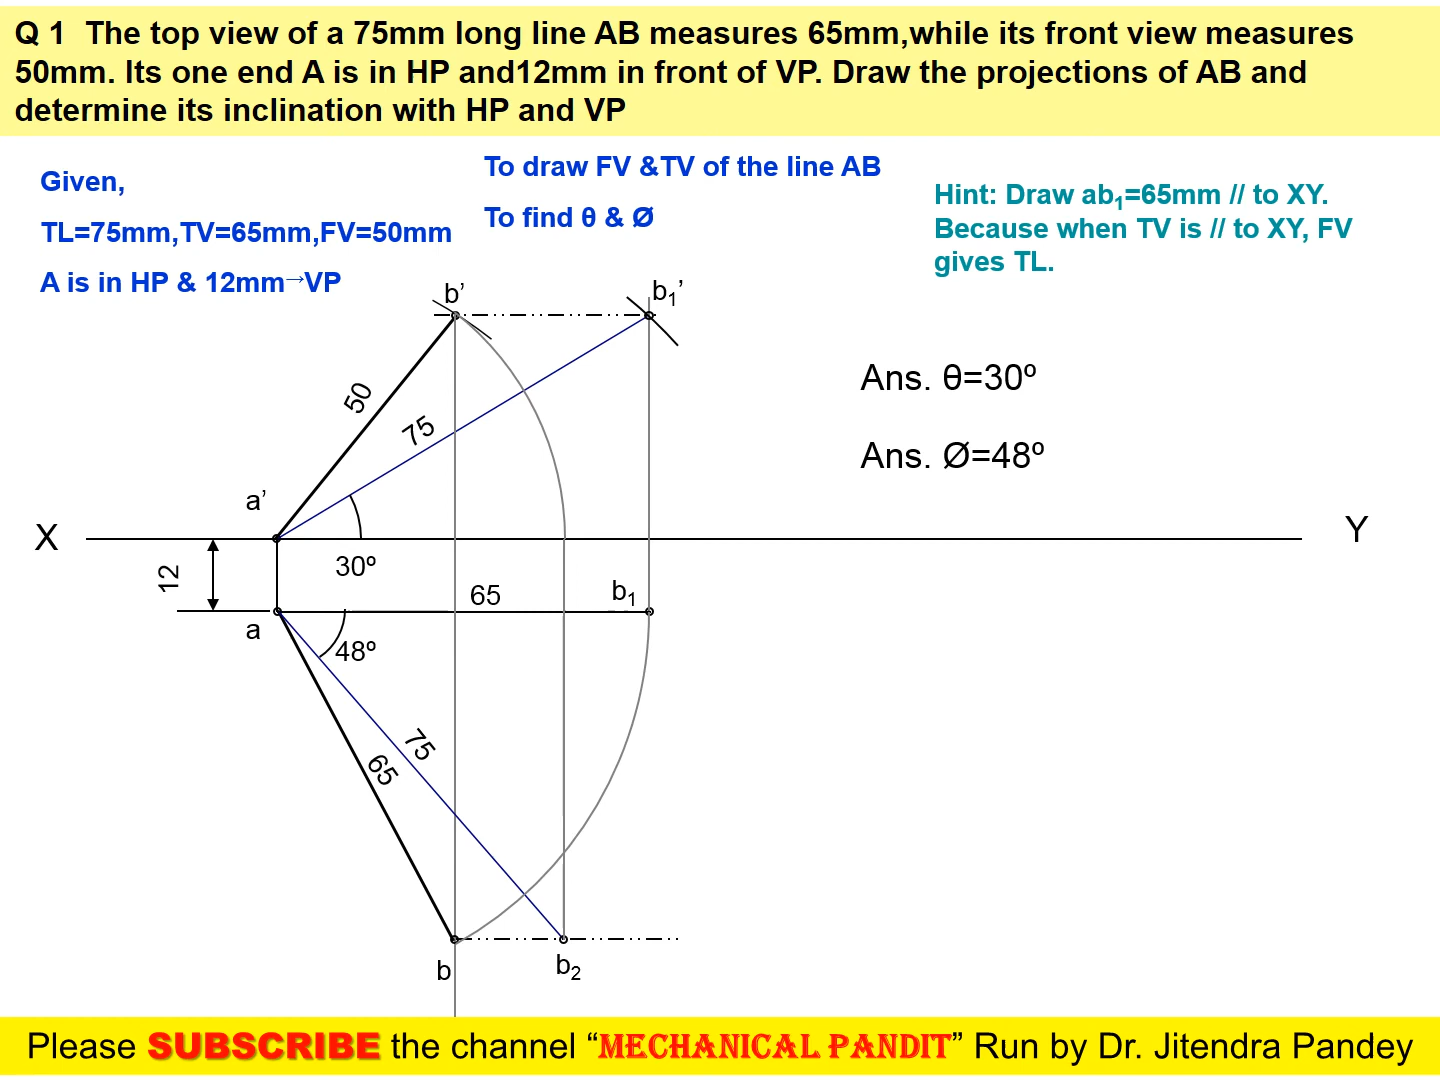 Q 1 The top view of a 75mm long line AB measures 65mm,while its front view measures
50mm. Its one end A is in HP and12mm in front of VP. Draw the projections of AB and
determine its inclination with HP and VP
Given,
TL=75mm,TV=65mm,FV=50mm
A is in HP & 12mm→VP
To draw FV &TV of the line AB
To find θ & Ø
Hint: Draw ab₁=65mm // to XY.
Because when TV is // to XY, FV
gives TL.
b’
b₁’
50
75
Ans. θ=30º
Ans. Ø=48º
a’
X
Y
30º
12
65
b₁
a
48º
75
65
b
b₂
Please SUBSCRIBE the channel “MECHANICAL PANDIT” Run by Dr. Jitendra Pandey